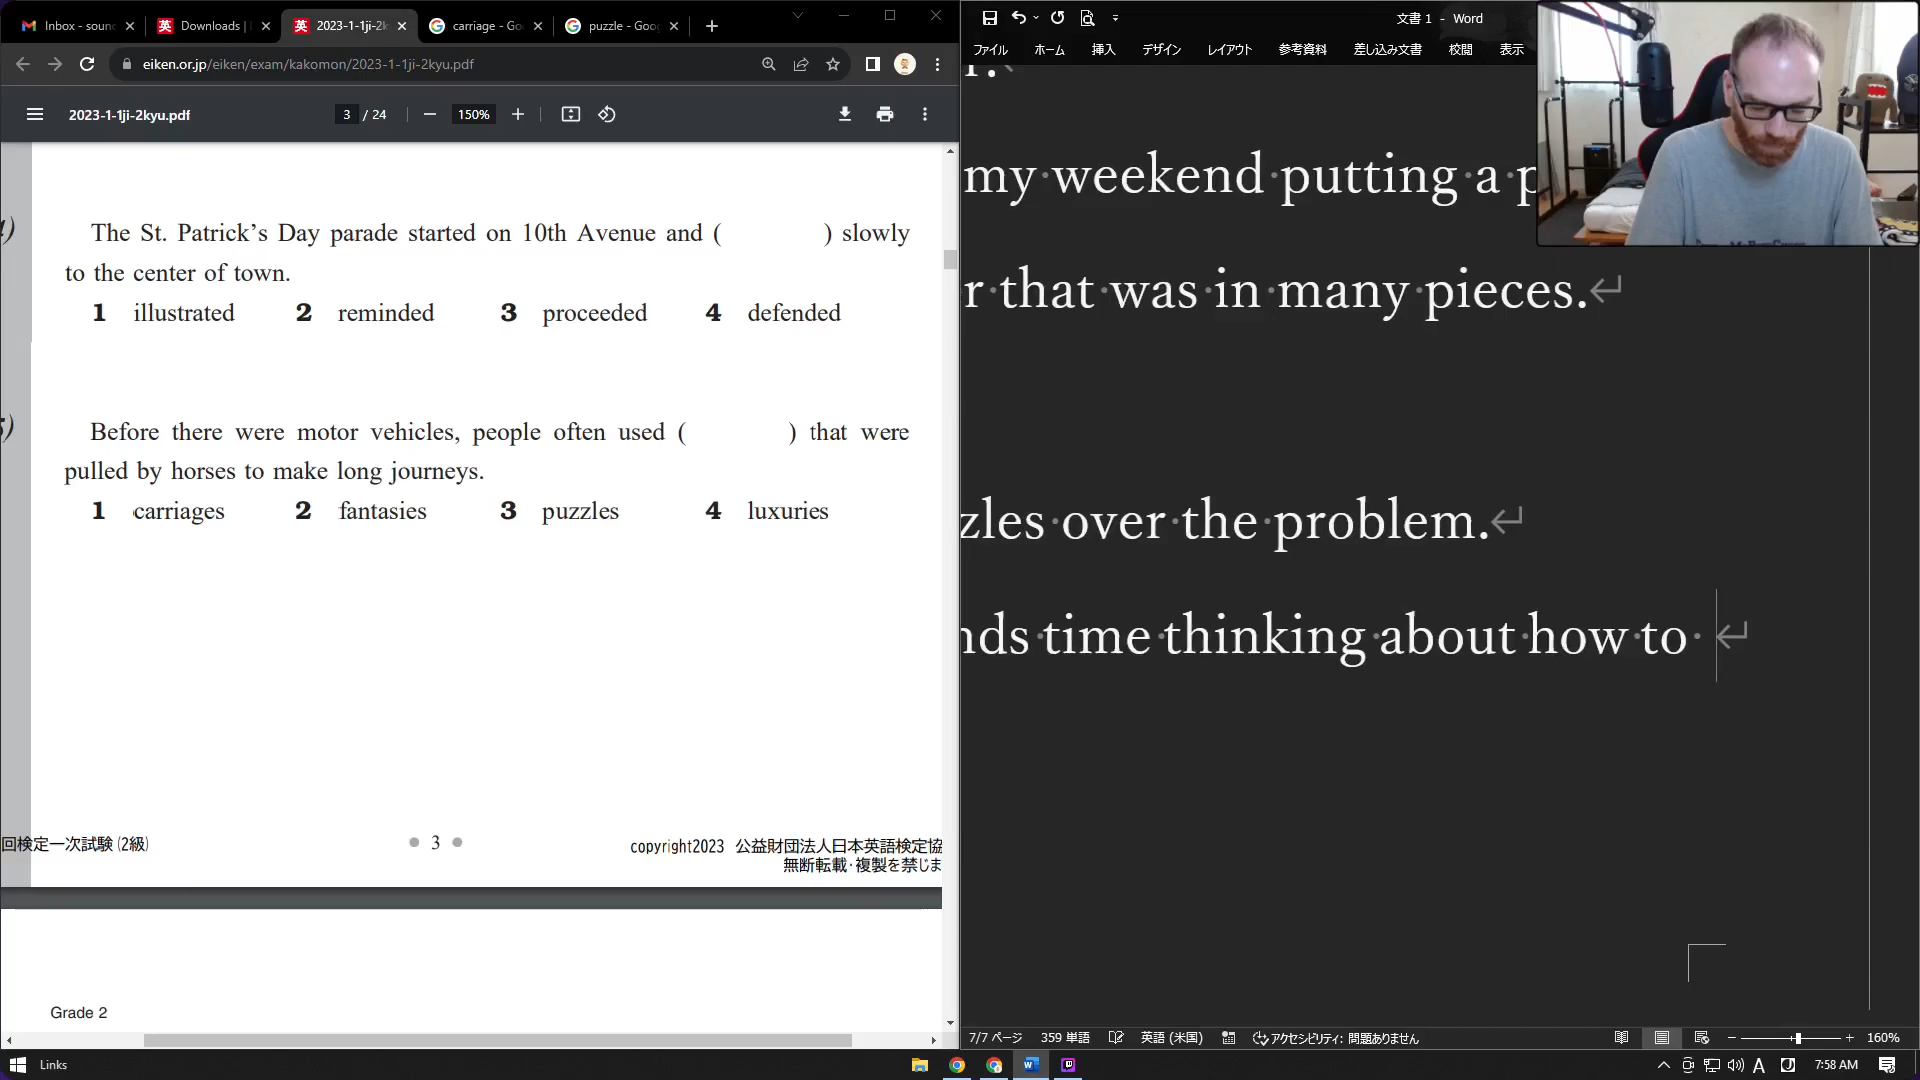 Inbox - soun
Downloads |
2023-1-1ji-2k
carriage - Go
puzzle - Goo
eiken.or.jp/eiken/exam/kakomon/2023-1-1ji-2kyu.pdf
2023-1-1ji-2kyu.pdf
3 / 24
150%
The St. Patrick's Day parade started on 10th Avenue and ( ) slowly
to the center of town.
1 illustrated 2 reminded 3 proceeded 4 defended
5)
Before there were motor vehicles, people often used ( ) that were
pulled by horses to make long journeys.
1 carriages 2 fantasies 3 puzzles 4 luxuries
回検定一次試験(2級)
3
copyright2023 公益財団法人日本英語検定協
無断転載・複製を禁じま
Grade 2
文書 1 - Word
ファイル ホーム 挿入 デザイン レイアウト 参考資料 差し込み文書 校閲 表示
r.
my weekend putting a p
r that was in many pieces.
zles over the problem.
nds time thinking about how to
7/7 ページ 359 単語 英語 (米国) アクセシビリティ: 問題ありません 160%
Links
A
7:58 AM